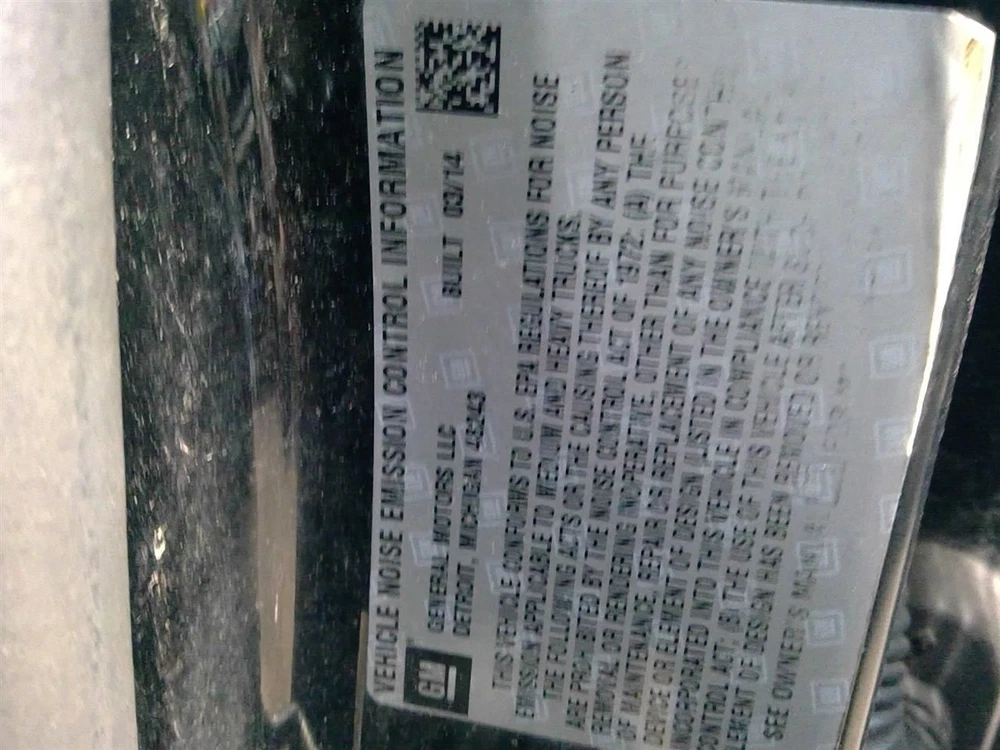 VEHICLE NOISE EMISSION CONTROL INFORMATION
GM
GENERAL MOTORS LLC
DETROIT, MICHIGAN 48243
BUILT 03/14
THIS VEHICLE CONFORMS TO U.S. EPA REGULATIONS FOR NOISE
EMISSION APPLICABLE TO MEDIUM AND HEAVY TRUCKS.
THE FOLLOWING ACTS OR THE CAUSING THEREOF BY ANY PERSON
ARE PROHIBITED BY THE NOISE CONTROL ACT OF 1972: (A) THE
REMOVAL OR RENDERING INOPERATIVE, OTHER THAN FOR PURPOSES
OF MAINTENANCE, REPAIR OR REPLACEMENT OF ANY NOISE CONTROL
DEVICE OR ELEMENT OF DESIGN (LISTED IN THE OWNER'S
INCORPORATED INTO THIS VEHICLE IN COMPLIANCE
CONTROL ACT; (B) THE USE OF THIS VEHICLE AFTER SUCH
ELEMENT OF DESIGN HAS BEEN REMOVED OR
SEE OWNER'S